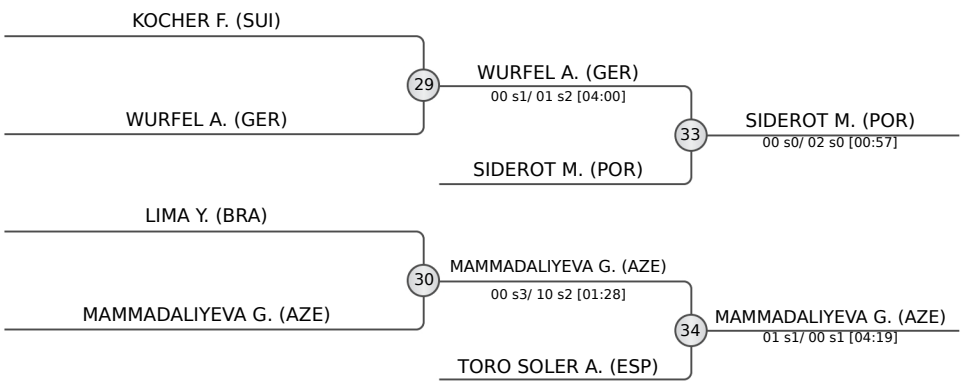 KOCHER F. (SUI)
29
WURFEL A. (GER)
WURFEL A. (GER)
00 s1/ 01 s2 [04:00]
33
SIDEROT M. (POR)
SIDEROT M. (POR)
00 s0/ 02 s0 [00:57]
LIMA Y. (BRA)
30
MAMMADALIYEVA G. (AZE)
MAMMADALIYEVA G. (AZE)
00 s3/ 10 s2 [01:28]
34
TORO SOLER A. (ESP)
MAMMADALIYEVA G. (AZE)
01 s1/ 00 s1 [04:19]